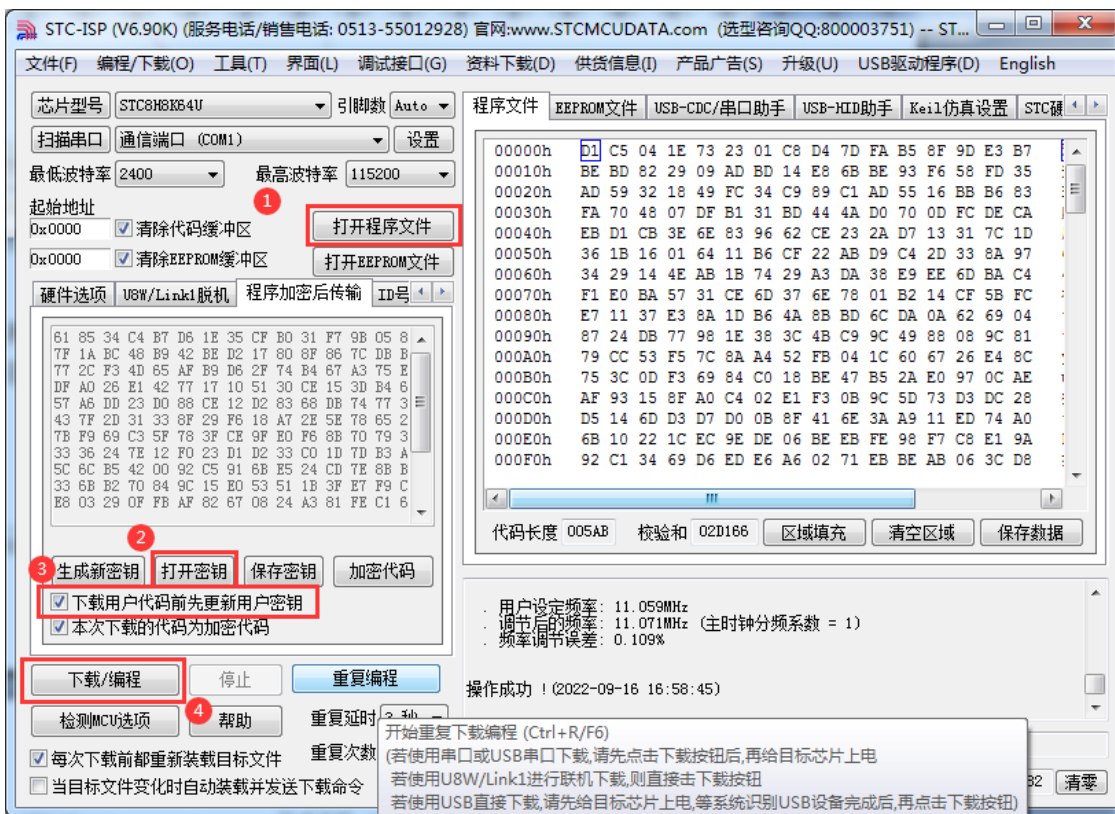 STC-ISP (V6.90K) (服务电话/销售电话: 0513-55012928) 官网:www.STCMCUDATA.com (选型咨询QQ:800003751) -- ST...
文件(F) 编程/下载(O) 工具(T) 界面(L) 调试接口(G) 资料下载(D) 供货信息(I) 产品广告(S) 升级(U) USB驱动程序(D) English
芯片型号 STC8H8K64U 引脚数 Auto
扫描串口 通信端口 (COM1) 设置
最低波特率 2400 最高波特率 115200
1
起始地址
0x0000 清除代码缓冲区 打开程序文件
0x0000 清除EEPROM缓冲区 打开EEPROM文件
硬件选项 U8W/Link1脱机 程序加密后传输 ID号
61 85 34 C4 B7 D6 1E 35 CF B0 31 F7 9B 05 8
7F 1A BC 48 B9 42 BE D2 17 80 8F 86 7C DB B
77 2C F3 4D 65 AF B9 D6 2F 74 B4 67 A3 75 E
DF A0 26 E1 42 77 17 10 51 30 CE 15 3D B4 6
57 A6 DD 23 D0 88 CE 12 D2 83 68 DB 74 77 3
43 7F 2D 31 33 8F 29 F6 18 A7 2E 5E 78 65 2
7B F9 69 C3 5F 78 3F CE 9F E0 F6 8B 70 79 3
33 36 24 7E 12 F0 23 D1 D2 33 C0 1D 7D B3 A
5C 6C B5 42 00 92 C5 91 6B E5 24 CD 7E 8B B
33 6B B2 70 84 9C 15 E0 53 51 1B 3F E7 F9 C
E8 03 29 0F FB AF 82 67 08 24 A3 81 FE C1 6
2
3 生成新密钥 打开密钥 保存密钥 加密代码
下载用户代码前先更新用户密钥
本次下载的代码为加密代码
下载/编程 停止 重复编程
4
检测MCU选项 帮助 重复延时 3 秒
每次下载前都重新装载目标文件 重复次数
当目标文件变化时自动装载并发送下载命令
程序文件 EEPROM文件 USB-CDC/串口助手 USB-HID助手 Keil仿真设置 STC硬
00000h D1 C5 04 1E 73 23 01 C8 D4 7D FA B5 8F 9D E3 B7
00010h BE BD 82 29 09 AD BD 14 E8 6B BE 93 F6 58 FD 35
00020h AD 59 32 18 49 FC 34 C9 89 C1 AD 55 16 BB B6 83
00030h FA 70 48 07 DF B1 31 BD 44 4A D0 70 0D FC DE CA
00040h EB D1 CB 3E 6E 83 96 62 CE 23 2A D7 13 31 7C 1D
00050h 36 1B 16 01 64 11 B6 CF 22 AB D9 C4 2D 33 8A 97
00060h 34 29 14 4E AB 1B 74 29 A3 DA 38 E9 EE 6D BA C4
00070h F1 E0 BA 57 31 CE 6D 37 6E 78 01 B2 14 CF 5B FC
00080h E7 11 37 E3 8A 1D B6 4A 8B BD 6C DA 0A 62 69 04
00090h 87 24 DB 77 98 1E 38 3C 4B C9 9C 49 88 08 9C 81
000A0h 79 CC 53 F5 7C 8A A4 52 FB 04 1C 60 67 26 E4 8C
000B0h 75 3C 0D F3 69 84 C0 18 BE 47 B5 2A E0 97 0C AE
000C0h AF 93 15 8F A0 C4 02 E1 F3 0B 9C 5D 73 D3 DC 28
000D0h D5 14 6D D3 D7 D0 0B 8F 41 6E 3A A9 11 ED 74 A0
000E0h 6B 10 22 1C EC 9E DE 06 BE EB FE 98 F7 C8 E1 9A
000F0h 92 C1 34 69 D6 ED E6 A6 02 71 EB BE AB 06 3C D8
代码长度 005AB 校验和 02D166 区域填充 清空区域 保存数据
. 用户设定频率: 11.059MHz
. 调节后的频率: 11.071MHz (主时钟分频系数 = 1)
. 频率调节误差: 0.109%
操作成功 !(2022-09-16 16:58:45)
开始重复下载编程 (Ctrl+R/F6)
(若使用串口或USB串口下载,请先点击下载按钮后,再给目标芯片上电
若使用U8W/Link1进行联机下载,则直接击下载按钮
若使用USB直接下载,请先给目标芯片上电,等系统识别USB设备完成后,再点击下载按钮)
清零